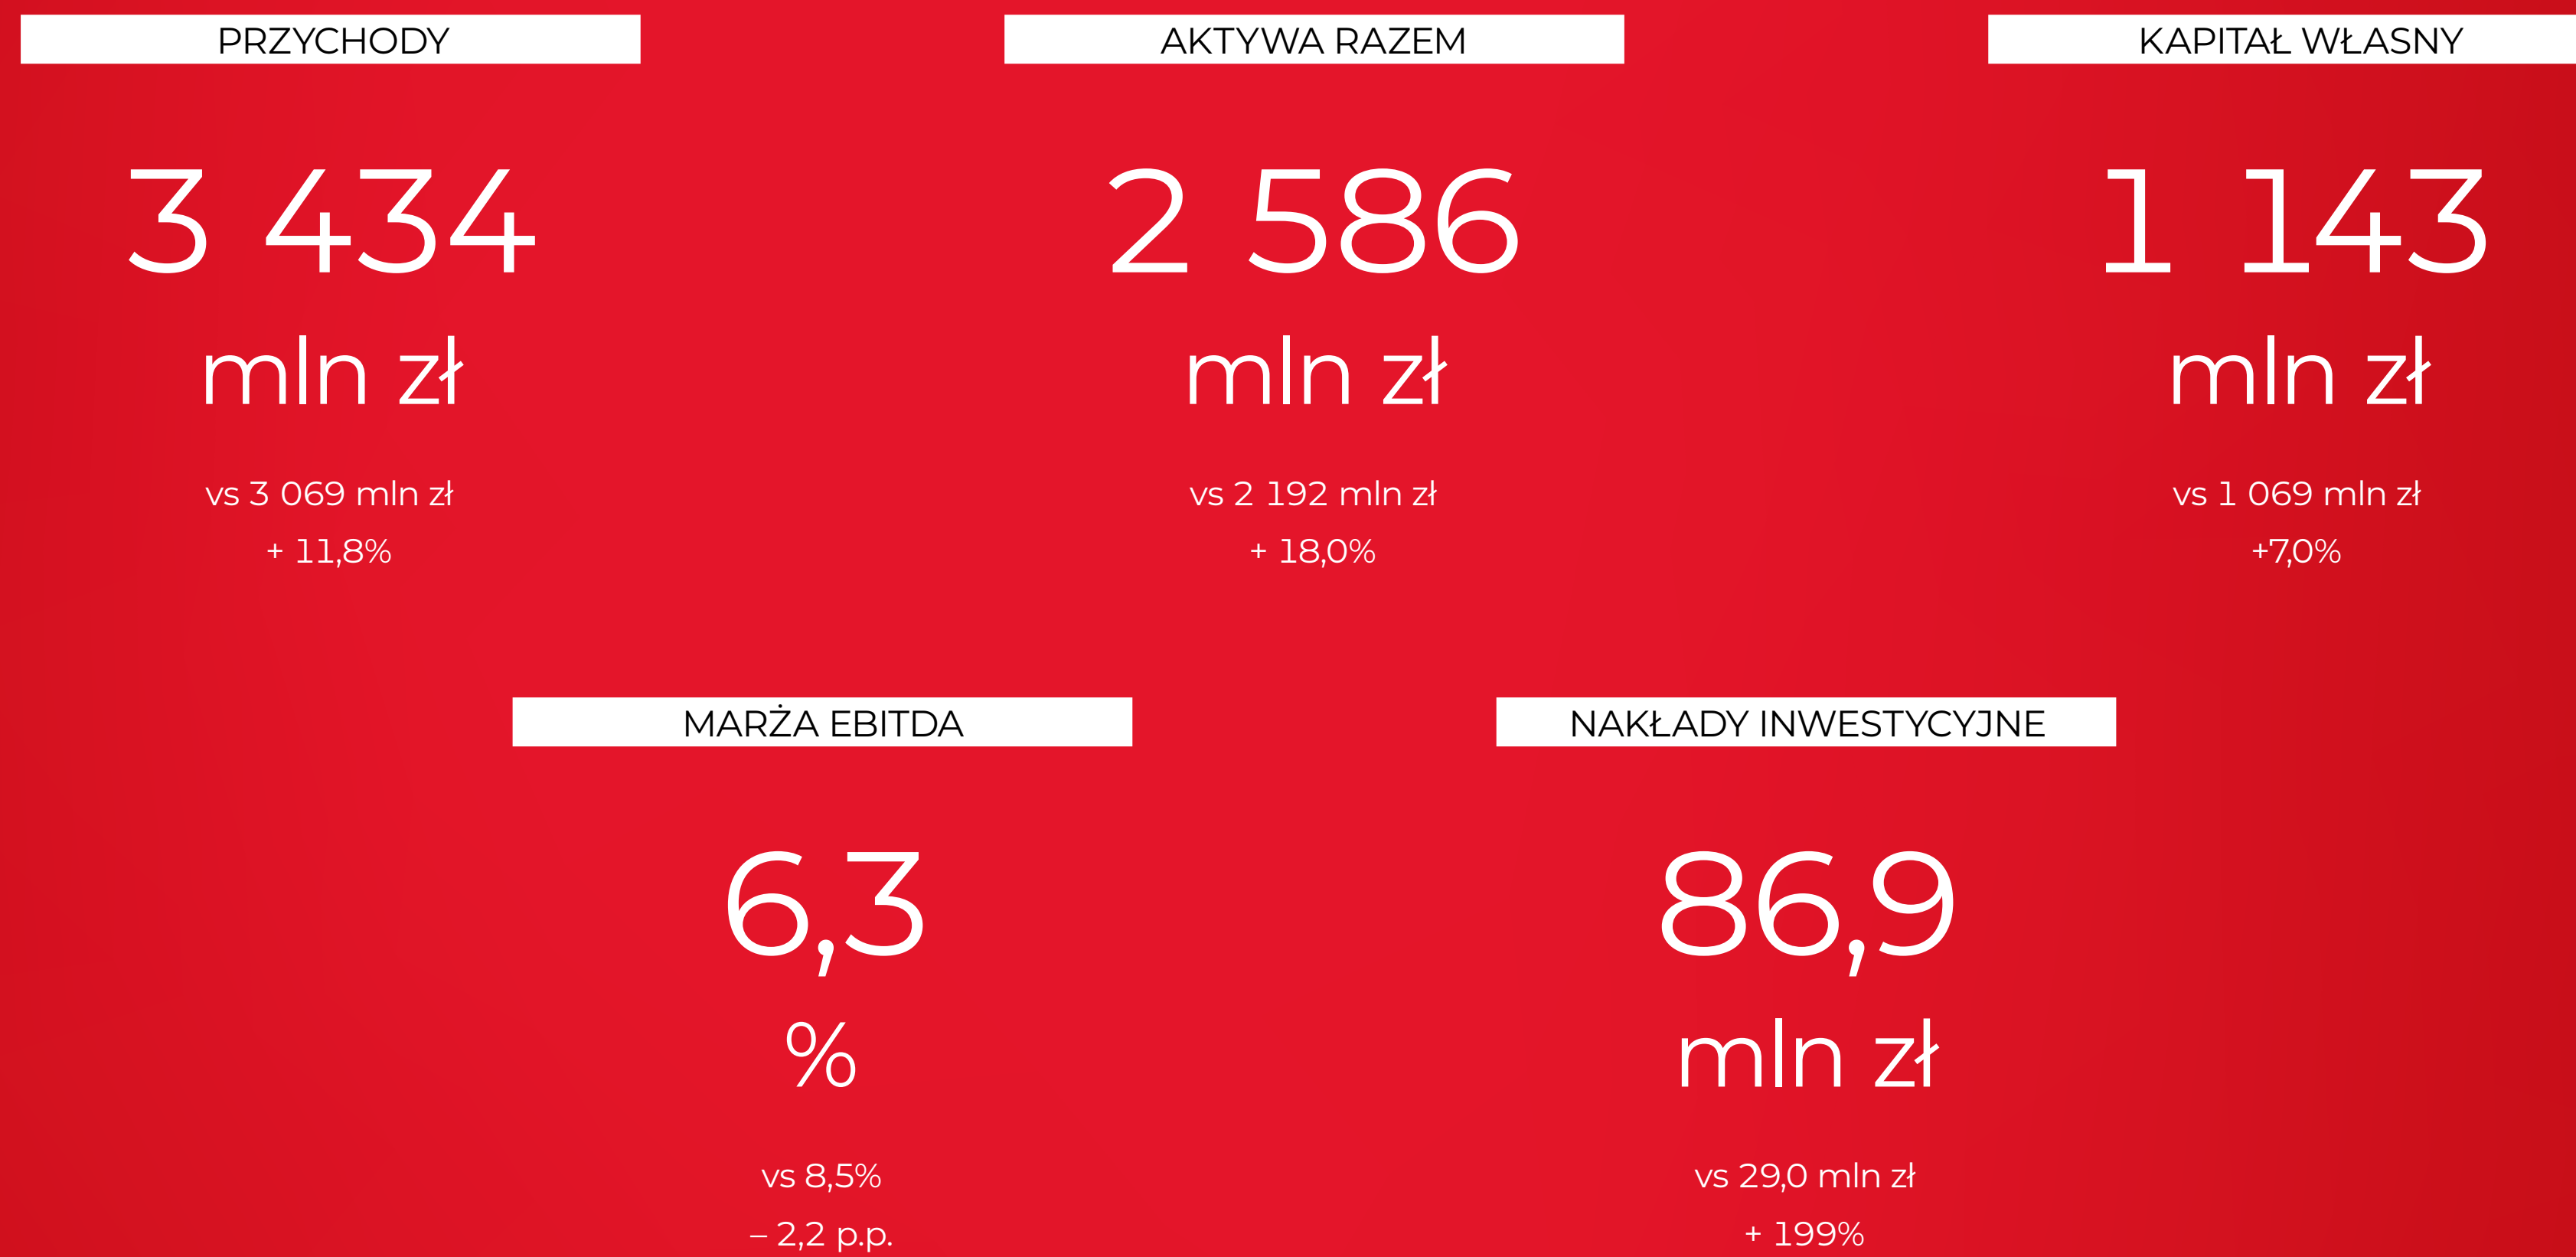 PRZYCHODY
3 434
mln zł
vs 3 069 mln zł
+ 11,8%
AKTYWA RAZEM
2 586
mln zł
vs 2 192 mln zł
+ 18,0%
KAPITAŁ WŁASNY
1 143
mln zł
vs 1 069 mln zł
+7,0%
MARŻA EBITDA
6,3
%
vs 8,5%
– 2,2 p.p.
NAKŁADY INWESTYCYJNE
86,9
mln zł
vs 29,0 mln zł
+ 199%